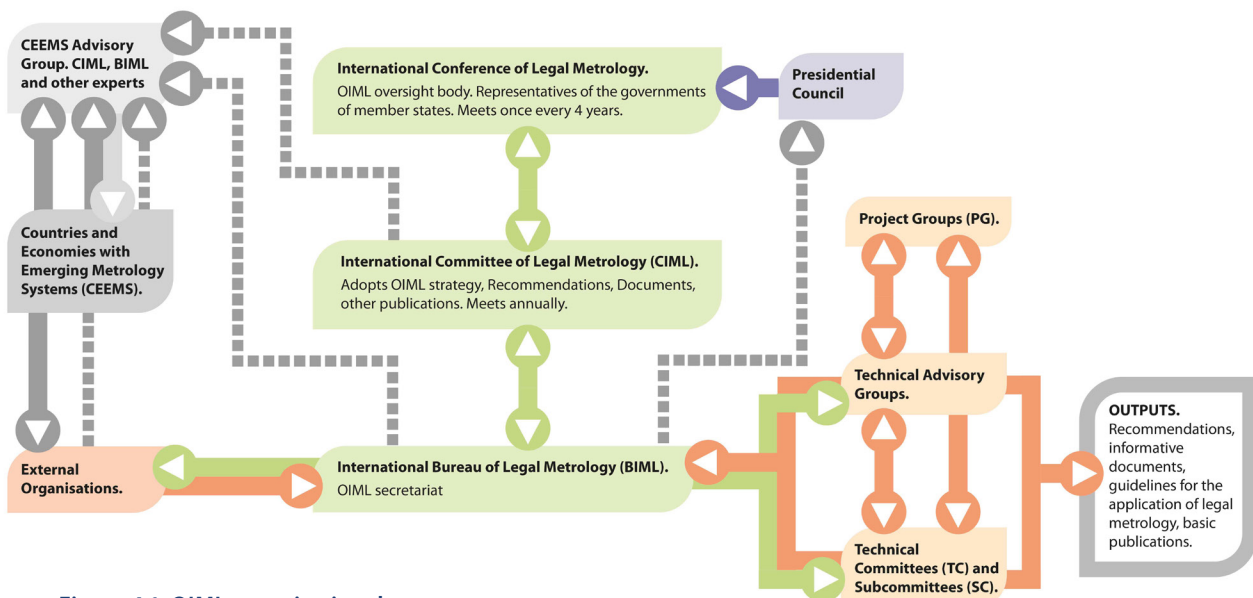 CEEMS Advisory
Group. CIML, BIML
and other experts
International Conference of Legal Metrology.
OIML oversight body. Representatives of the governments
of member states. Meets once every 4 years.
Presidential
Council
Countries and
Economies with
Emerging Metrology
Systems (CEEMS).
International Committee of Legal Metrology (CIML).
Adopts OIML strategy, Recommendations, Documents,
other publications. Meets annually.
Project Groups (PG).
Technical Advisory
Groups.
External
Organisations.
International Bureau of Legal Metrology (BIML).
OIML secretariat
Technical
Committees (TC) and
Subcommittees (SC).
OUTPUTS.
Recommendations,
informative
documents,
guidelines for the
application of legal
metrology, basic
publications.